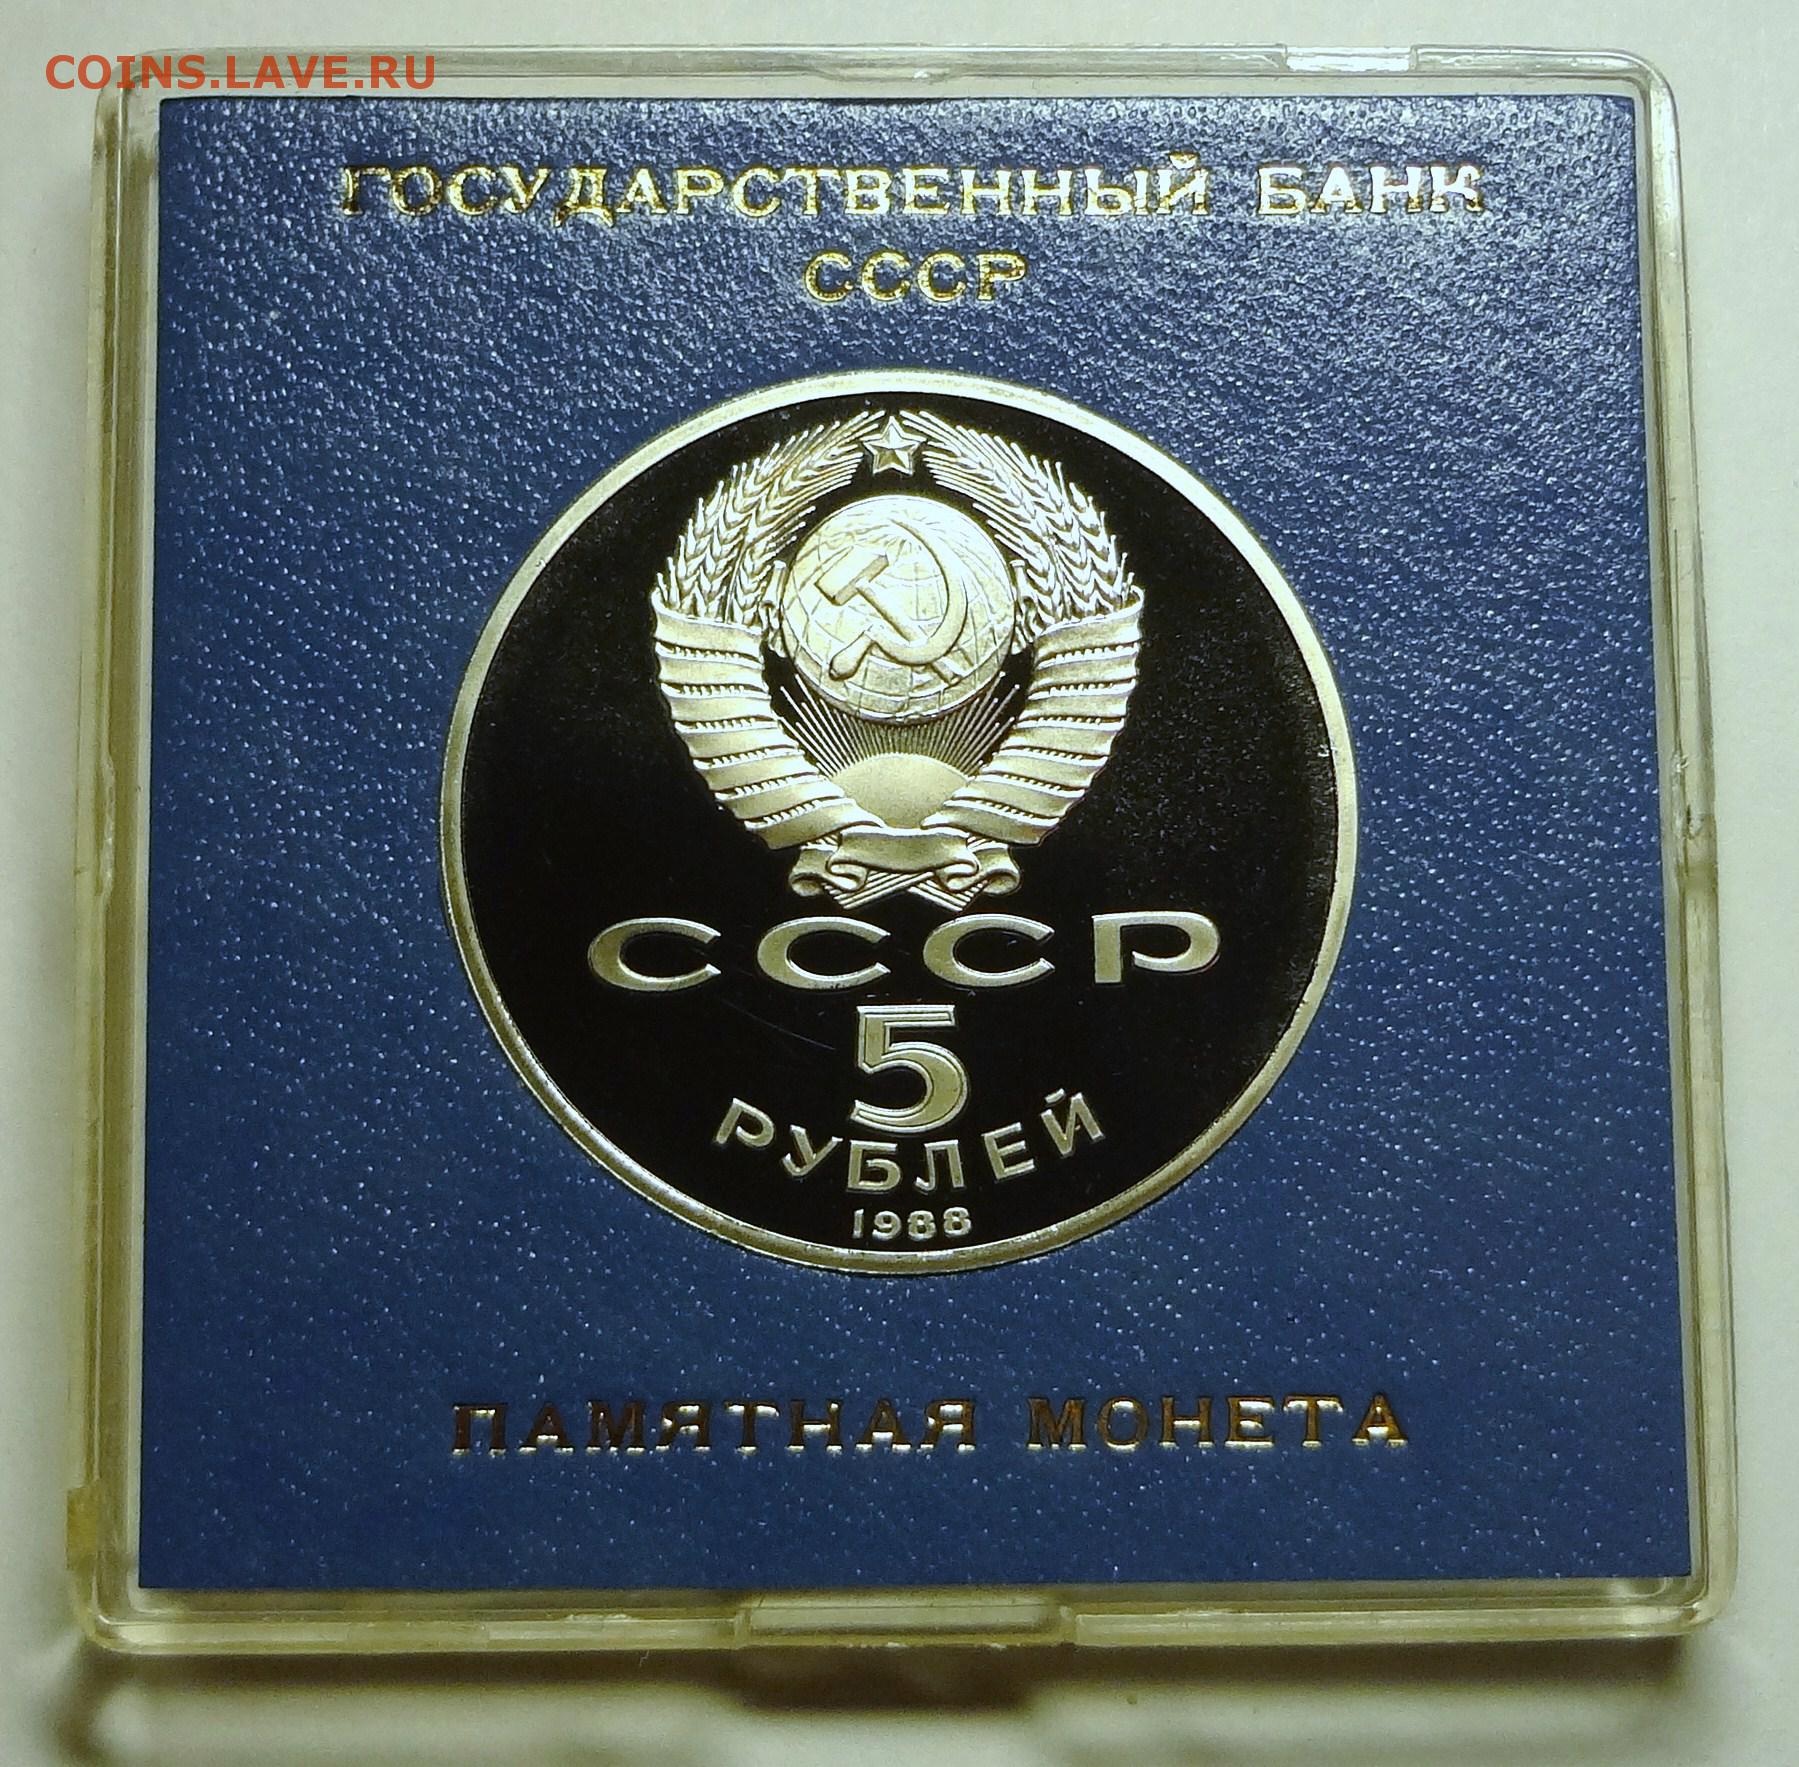 COINS.LAVE.RU
ГОСУДАРСТВЕННЫЙ БАНК
СССР
СССР
5
РУБЛЕЙ
1988
ПАМЯТНАЯ МОНЕТА